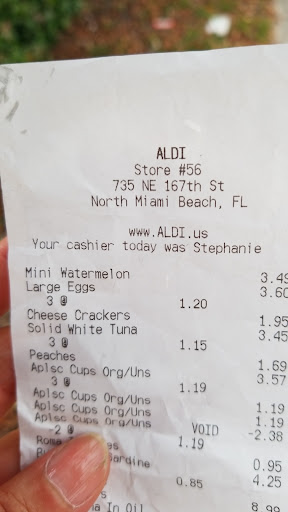 ALDI
Store #56
735 NE 167th St
North Miami Beach, FL
www.ALDI.us
Your cashier today was Stephanie
Mini Watermelon 3.49
Large Eggs 3.60
3 @ 1.20
Cheese Crackers 1.95
Solid White Tuna 3.45
3 @ 1.15
Peaches 1.69
Aplsc Cups Org/Uns 3.57
3 @ 1.19
Aplsc Cups Org/Uns 1.19
Aplsc Cups Org/Uns 1.19
Aplsc Cups Org/Uns VOID -2.38
-2 @ 1.19
Roma 0.95
4.25
0.85
In Oil 8.99